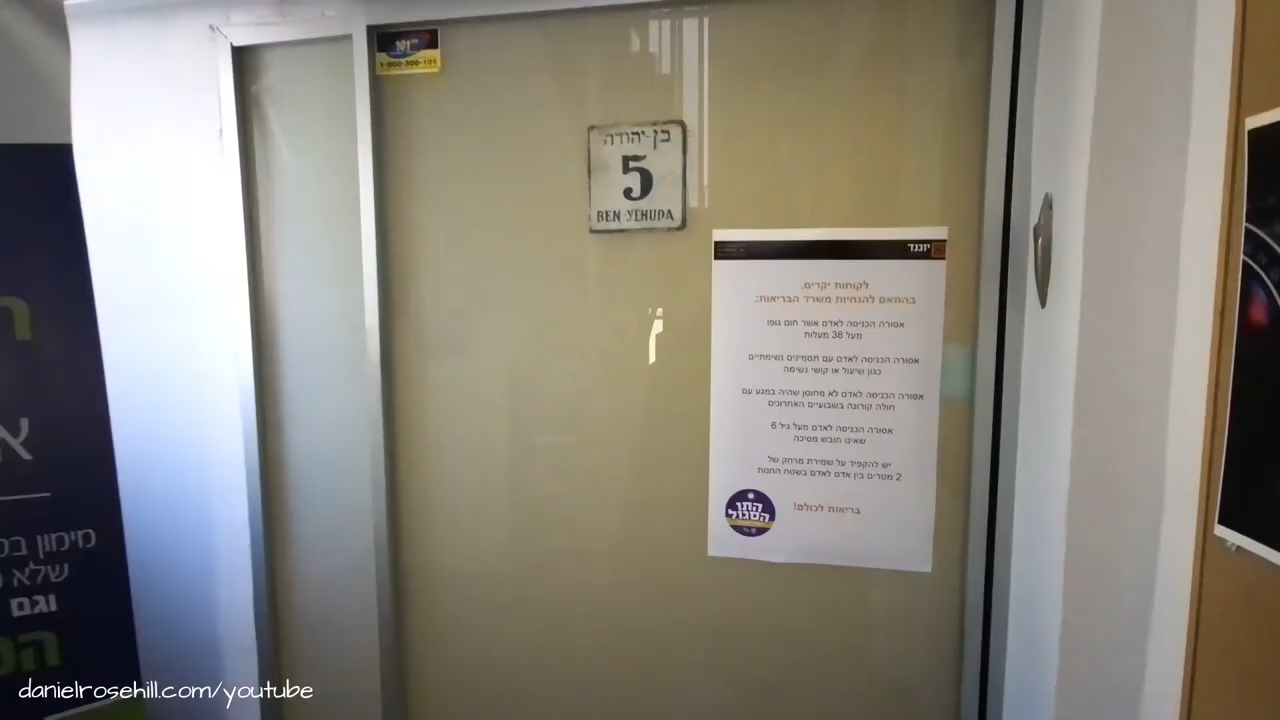 101
1-800-300-101
בן-יהודה
5
BEN YEHUDA
יוגנד
לקוחות יקרים,
בהתאם להנחיות משרד הבריאות:
אסורה הכניסה לאדם אשר חום גופו
מעל 38 מעלות
אסורה הכניסה לאדם עם תסמינים נשימתיים
כגון שיעול או קושי נשימה
אסורה הכניסה לאדם לא מחוסן שהיה במגע עם
חולה קורונה בשבועיים האחרונים
אסורה הכניסה לאדם מעל גיל 6
שאינו חובש מסיכה
יש להקפיד על שמירת מרחק של
2 מטרים בין אדם לאדם בשטח החנות
בריאות לכולם!
התו
הסגול
מימון
שלא
וגם
danielrosehill.com/youtube